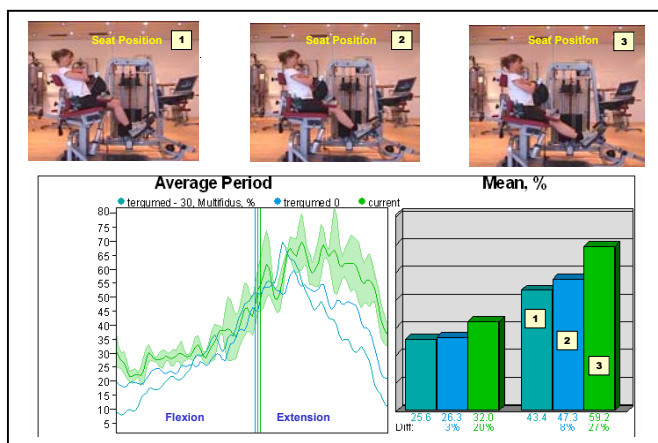 Seat Position 1
Seat Position 2
Seat Position 3
Average Period
tergumed - 30, Multifidus, %
trergumed 0
current
80
75
70
65
60
55
50
45
40
35
30
25
20
15
10
5
Flexion
Extension
Mean, %
1
2
3
25.6 26.3 32.0 43.4 47.3 59.2
Diff: 3% 20% 8% 27%